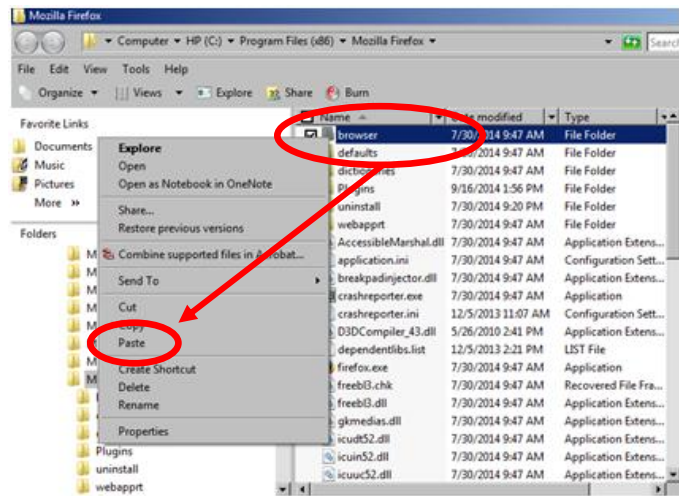 Mozilla Firefox
Computer HP (C:) Program Files (x86) Mozilla Firefox
Searc
File Edit View Tools Help
Organize Views Explore Share Burn
Favorite Links
Documents
Music
Pictures
More »
Folders
M
M
M
M
M
M
M
M
Plugins
uninstall
webapprt
Explore
Open
Open as Notebook in OneNote
Share...
Restore previous versions
Combine supported files in Acrobat...
Send To
Cut
Copy
Paste
Create Shortcut
Delete
Rename
Properties
Name Date modified Type
browser 7/30/2014 9:47 AM File Folder
defaults 7/30/2014 9:47 AM File Folder
dictionaries 7/30/2014 9:47 AM File Folder
Plugins 9/16/2014 1:56 PM File Folder
uninstall 7/30/2014 9:20 PM File Folder
webapprt 7/30/2014 9:47 AM File Folder
AccessibleMarshal.dll 7/30/2014 9:47 AM Application Extens...
application.ini 7/30/2014 9:47 AM Configuration Sett...
breakpadinjector.dll 7/30/2014 9:47 AM Application Extens...
crashreporter.exe 7/30/2014 9:47 AM Application
crashreporter.ini 12/5/2013 11:07 AM Configuration Sett...
D3DCompiler_43.dll 5/26/2010 2:41 PM Application Extens...
dependentlibs.list 12/5/2013 2:21 PM LIST File
firefox.exe 7/30/2014 9:47 AM Application
freebl3.chk 7/30/2014 9:47 AM Recovered File Fra...
freebl3.dll 7/30/2014 9:47 AM Application Extens...
gkmedias.dll 7/30/2014 9:47 AM Application Extens...
icudt52.dll 7/30/2014 9:47 AM Application Extens...
icuin52.dll 7/30/2014 9:47 AM Application Extens...
icuuc52.dll 7/30/2014 9:47 AM Application Extens...